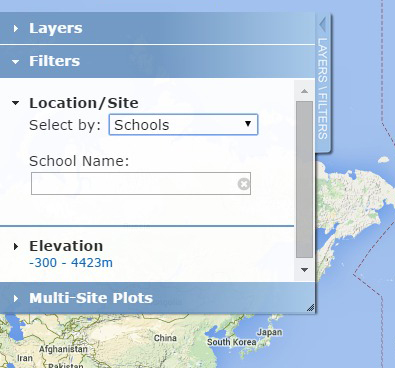 Layers
Filters
Location/Site
Select by: Schools
School Name:
Elevation
-300 - 4423m
Multi-Site Plots
LAYERS \ FILTERS
China
Japan
South Korea
Afghanistan
Iran
Pakistan